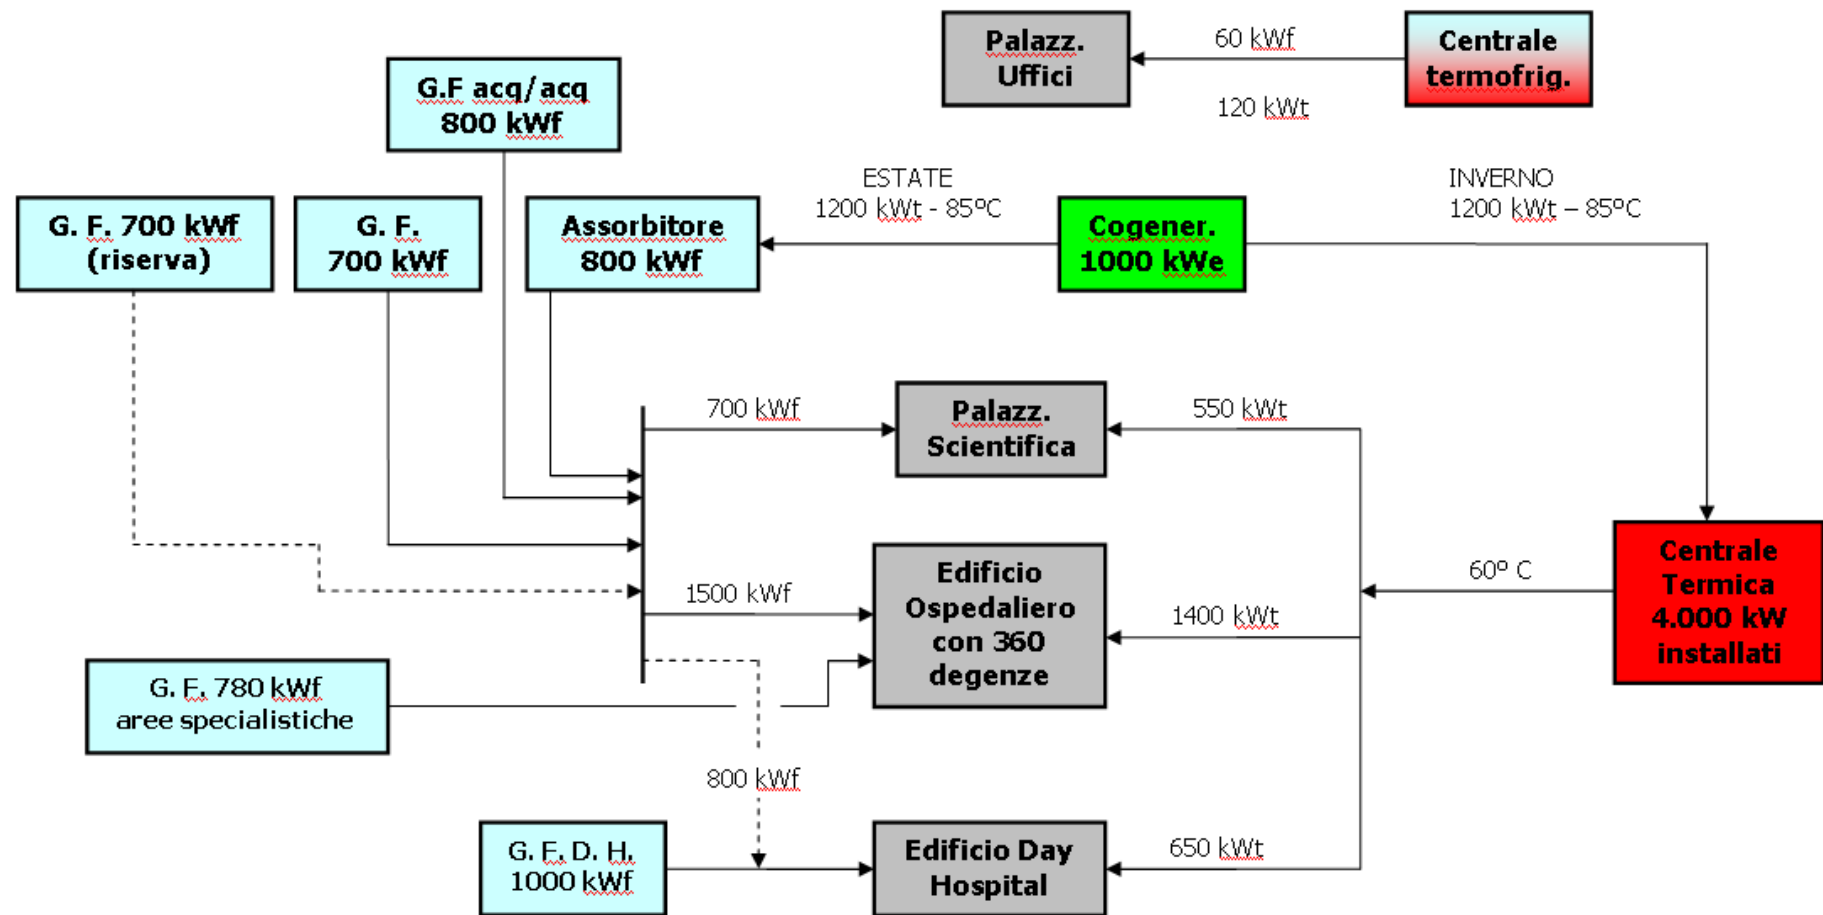 Palazz.
Uffici
60 kWf
120 kWt
Centrale
termofrig.
G.F acq/acq
800 kWf
G. F. 700 kWf
(riserva)
G. F.
700 kWf
Assorbitore
800 kWf
ESTATE
1200 kWt - 85°C
Cogener.
1000 kWe
INVERNO
1200 kWt – 85°C
700 kWf
Palazz.
Scientifica
550 kWt
1500 kWf
Edificio
Ospedaliero
con 360
degenze
1400 kWt
60° C
Centrale
Termica
4.000 kW
installati
G. F. 780 kWf
aree specialistiche
800 kWf
G. F. D. H.
1000 kWf
Edificio Day
Hospital
650 kWt